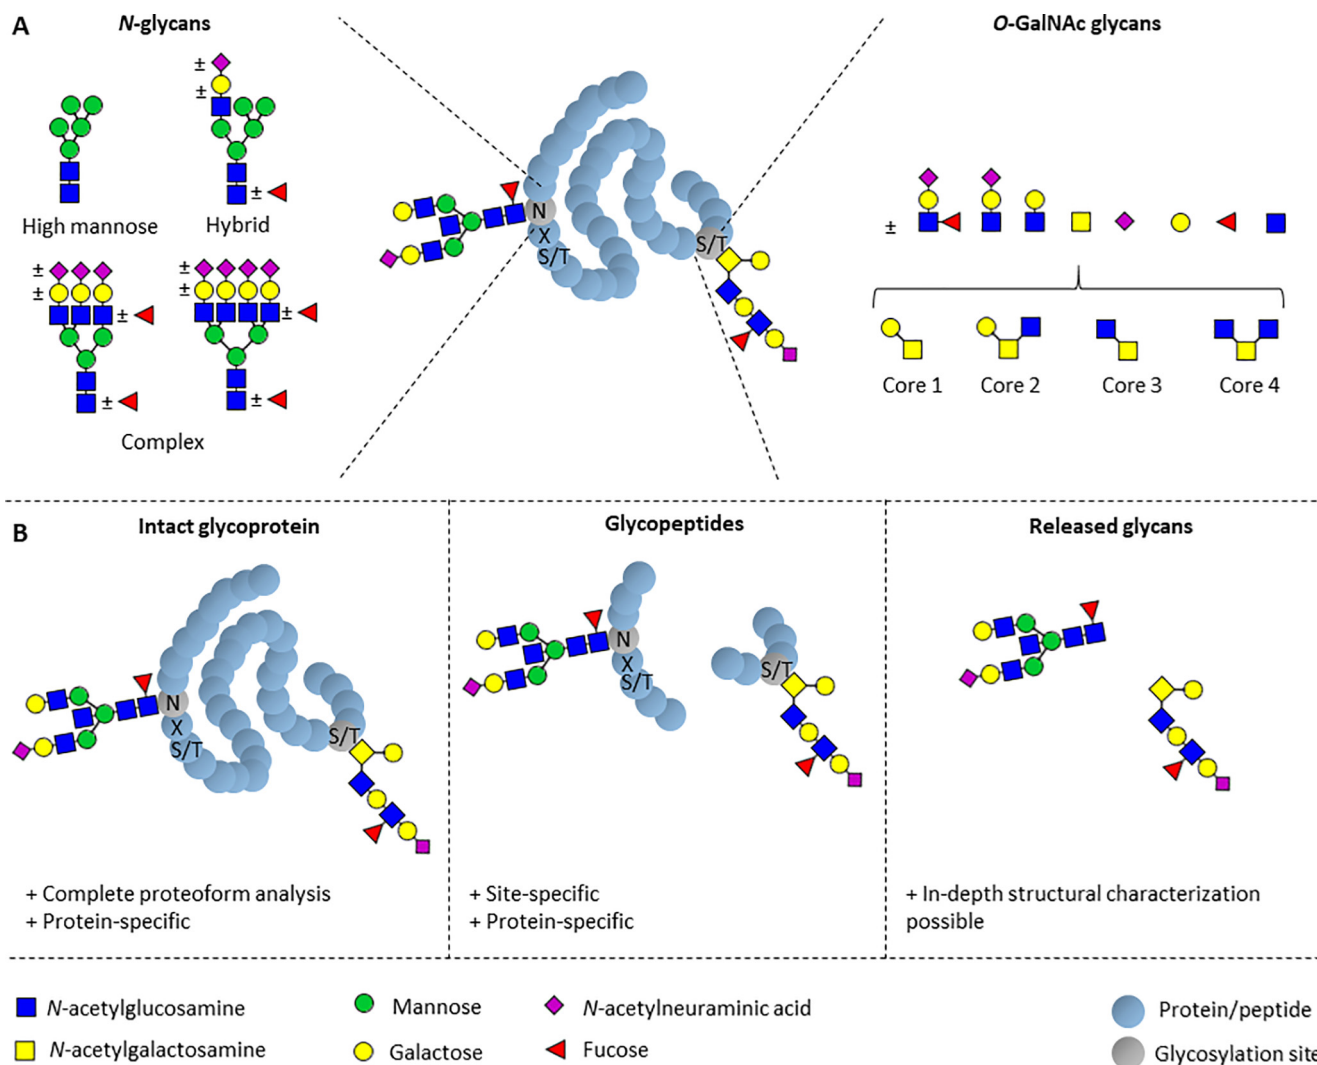 A
N-glycans
O-GalNAc glycans
±
±
High mannose
±
Hybrid
N
X
S/T
S/T
±
±
±
±
±
±
±
±
±
Complex
Core 1
Core 2
Core 3
Core 4
B
Intact glycoprotein
Glycopeptides
Released glycans
N
X
S/T
S/T
N
X
S/T
S/T
+ Complete proteoform analysis
+ Protein-specific
+ Site-specific
+ Protein-specific
+ In-depth structural characterization
possible
N-acetylglucosamine
Mannose
N-acetylneuraminic acid
Protein/peptide
N-acetylgalactosamine
Galactose
Fucose
Glycosylation site